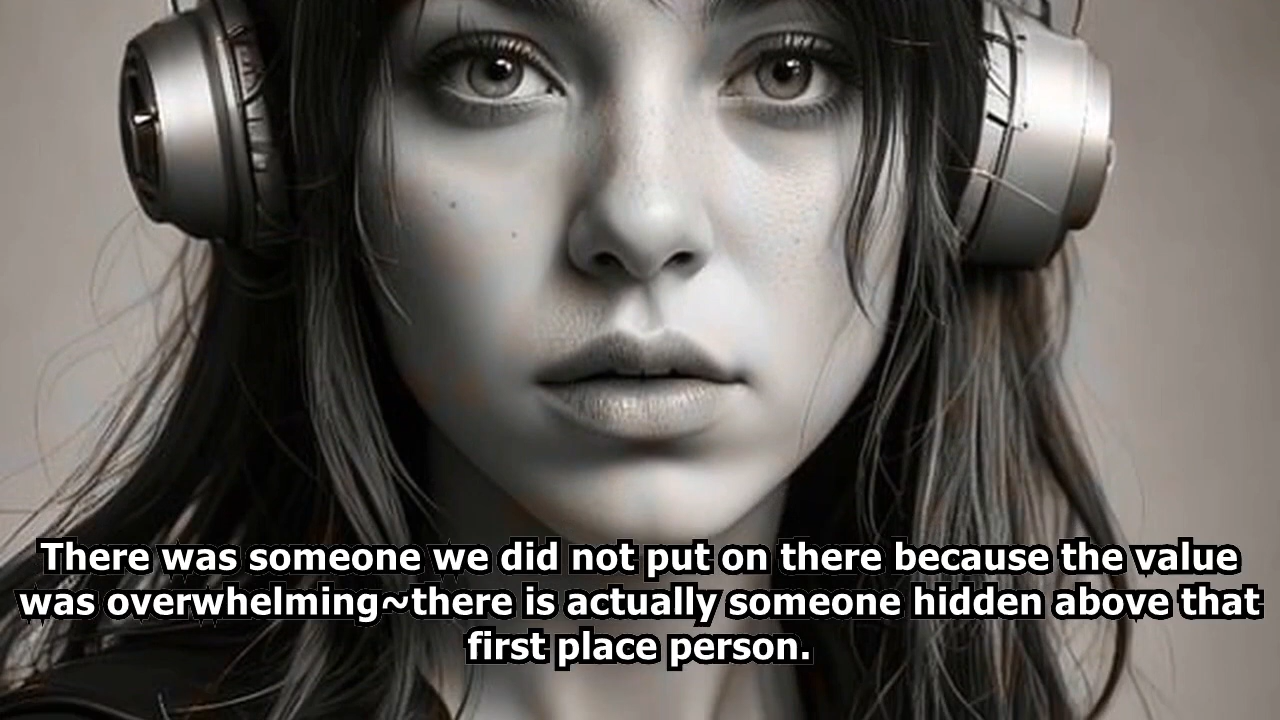 There was someone we did not put on there because the value
was overwhelming~there is actually someone hidden above that
first place person.